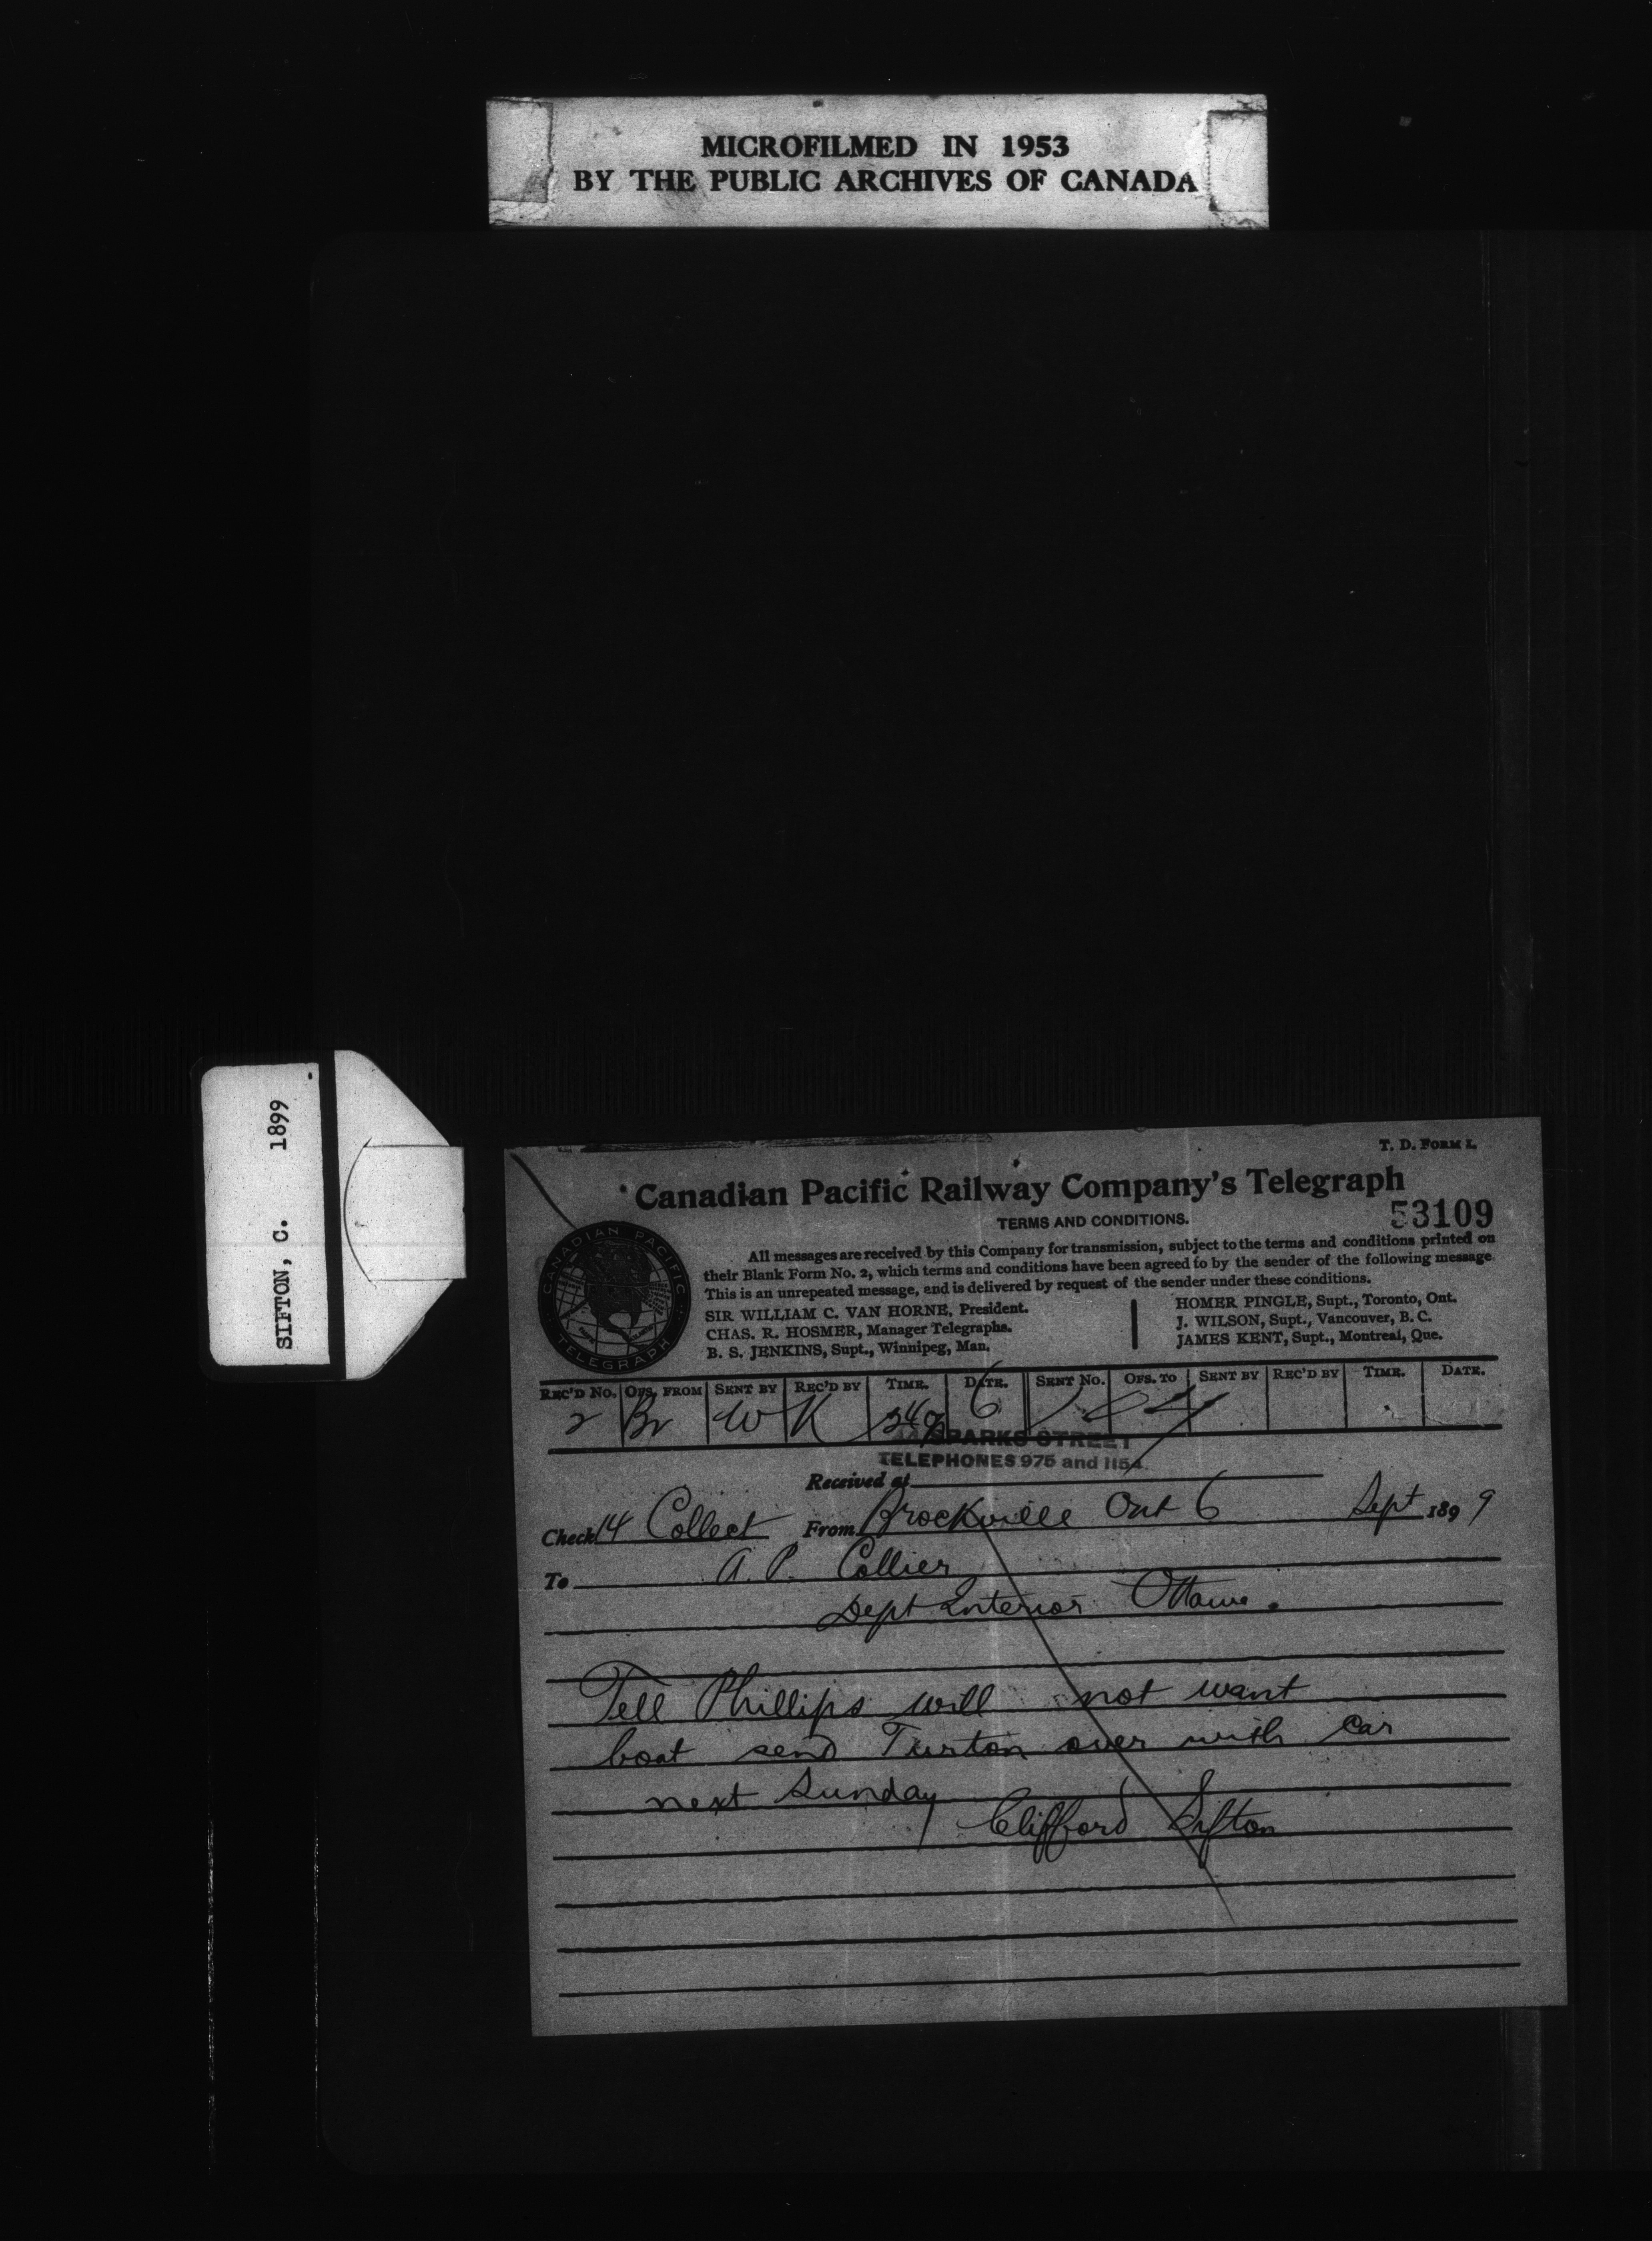 MICROFILMED IN 1953
BY THE PUBLIC ARCHIVES OF CANADA
SIFTON, C. 1899
T. D. FORM 1.
Canadian Pacific Railway Company's Telegraph
53109
TERMS AND CONDITIONS.
CANADIAN PACIFIC TELEGRAPH
All messages are received by this Company for transmission, subject to the terms and conditions printed on
their Blank Form No. 2, which terms and conditions have been agreed to by the sender of the following message.
This is an unrepeated message, and is delivered by request of the sender under these conditions.
SIR WILLIAM C. VAN HORNE, President.
CHAS. R. HOSMER, Manager Telegraphs.
B. S. JENKINS, Supt., Winnipeg, Man.
HOMER PINGLE, Supt., Toronto, Ont.
J. WILSON, Supt., Vancouver, B. C.
JAMES KENT, Supt., Montreal, Que.
REC'D No. OFS. FROM SENT BY REC'D BY TIME. DATE. SENT NO. OFS. TO SENT BY REC'D BY TIME. DATE.
2 Br W K 6
SPARKS STREET
TELEPHONES 975 and 1154.
Received at
Check 14 Collect From Brockville Ont 6 Sept 1899
To A. P. Collier
Dept Interior Ottawa.
Tell Phillips will not want
boat send Turton over with car
next Sunday
Clifford Sifton